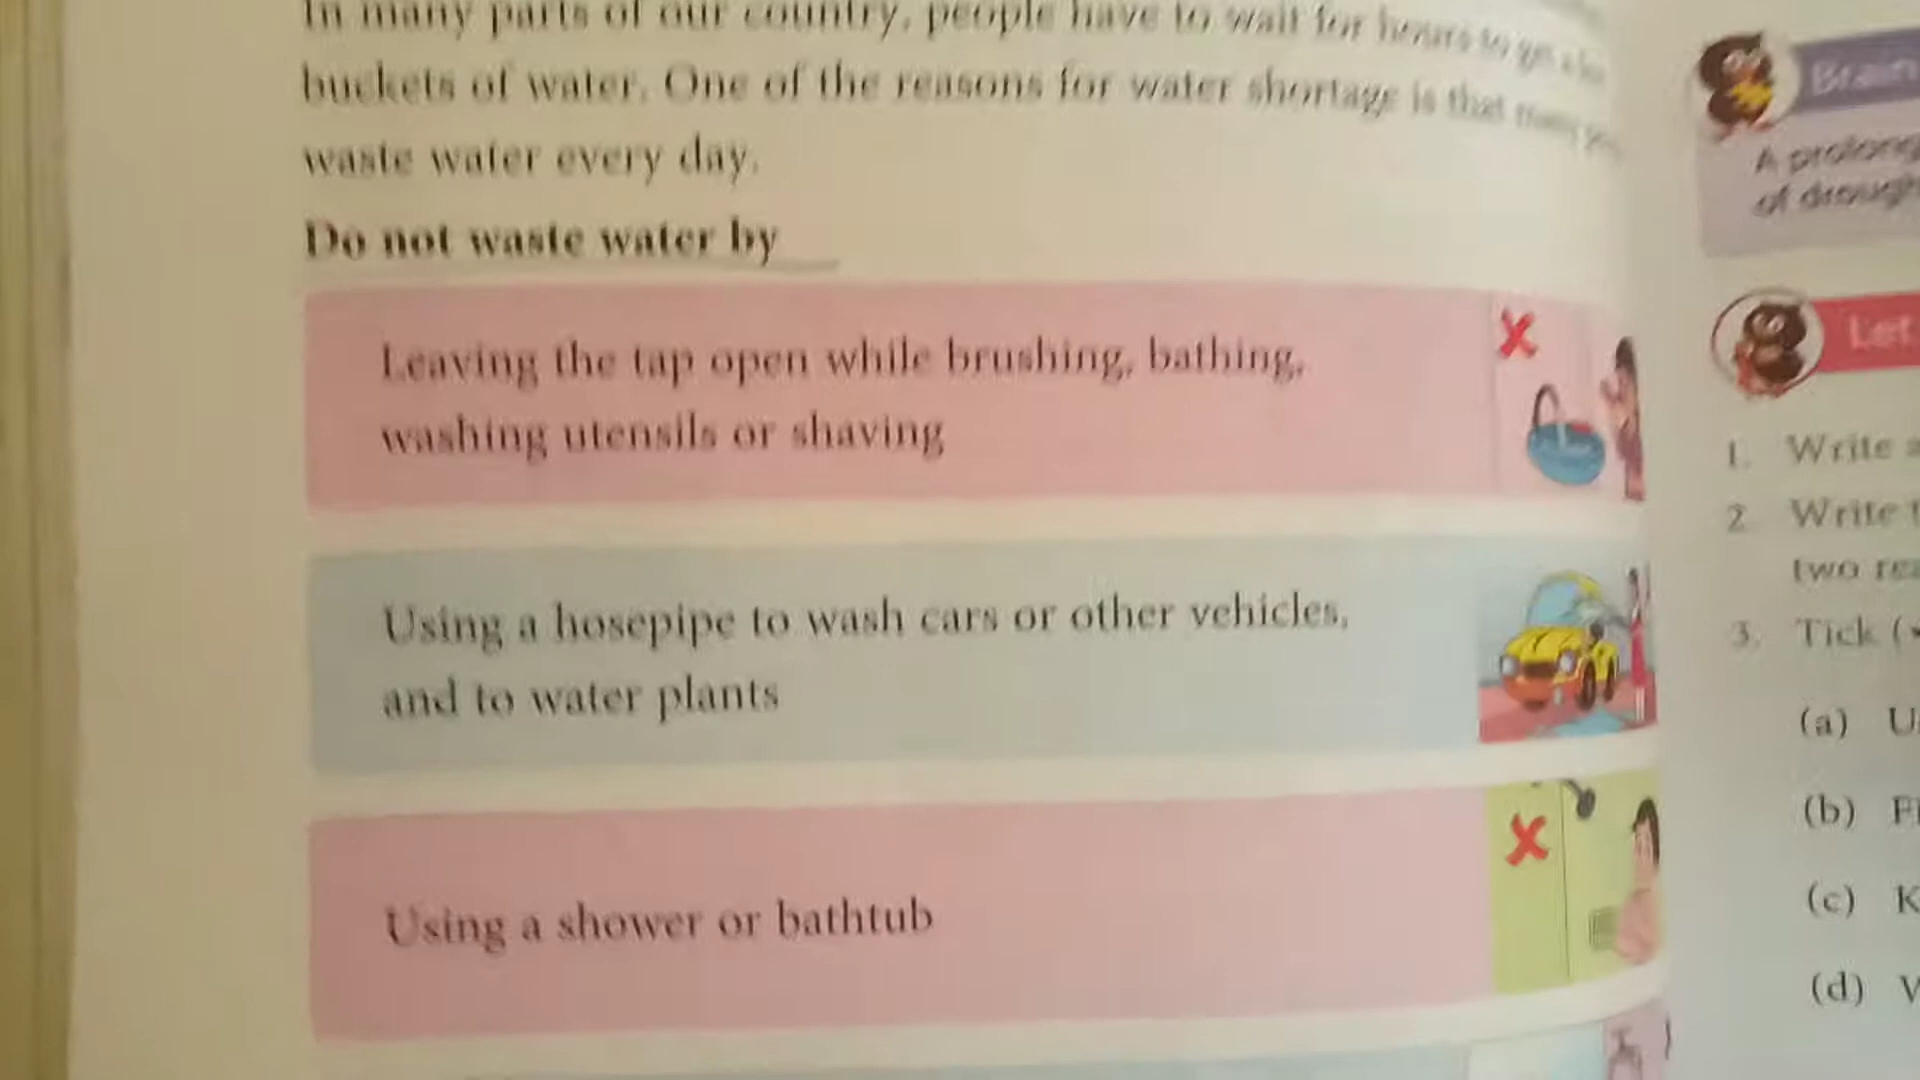 In many parts of our country, people have to wait for hours to
buckets of water. One of the reasons for water shortage is that
waste water every day.
Do not waste water by
Leaving the tap open while brushing, bathing,
washing utensils or shaving
Using a hosepipe to wash cars or other vehicles,
and to water plants
Using a shower or bathtub
Brain
A prolong
of drough
Let
1. Write
2. Write
two
3. Tick (
(a) U
(b)
(c) K
(d)